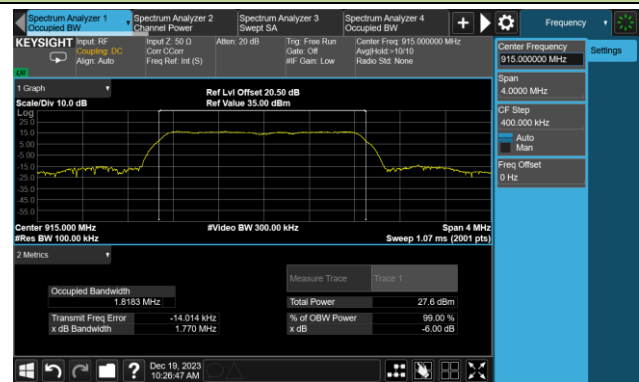 Spectrum Analyzer 1
Occupied BW
Spectrum Analyzer 2
Channel Power
Spectrum Analyzer 3
Swept SA
Spectrum Analyzer 4
Occupied BW
Frequency
KEYSIGHT
Input: RF
Coupling: DC
Align: Auto
Input Z: 50 Ω
Corr CCorr
Freq Ref: Int (S)
Atten: 20 dB
Trig: Free Run
Gate: Off
#IF Gain: Low
Center Freq: 915.000000 MHz
Avg|Hold:>10/10
Radio Std: None
Center Frequency
915.000000 MHz
Settings
Span
4.0000 MHz
CF Step
400.000 kHz
Auto
Man
Freq Offset
0 Hz
1 Graph
Scale/Div 10.0 dB
Ref Lvl Offset 20.50 dB
Ref Value 35.00 dBm
Log
25.0
15.0
5.00
-5.00
-15.0
-25.0
-35.0
-45.0
-55.0
Center 915.000 MHz
#Res BW 100.00 kHz
#Video BW 300.00 kHz
Span 4 MHz
Sweep 1.07 ms (2001 pts)
2 Metrics
Measure Trace
Trace 1
Occupied Bandwidth
1.8183 MHz
Total Power
27.6 dBm
Transmit Freq Error
-14.014 kHz
% of OBW Power
99.00 %
x dB Bandwidth
1.770 MHz
x dB
-6.00 dB
Dec 19, 2023
10:26:47 AM